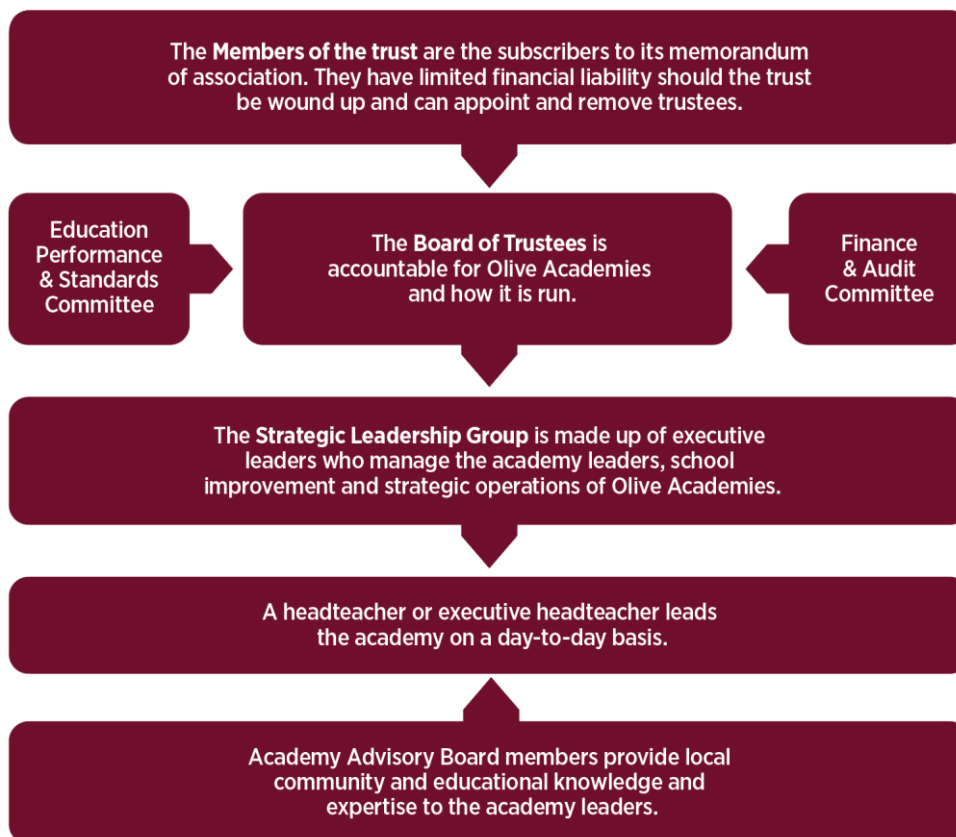 The Members of the trust are the subscribers to its memorandum
of association. They have limited financial liability should the trust
be wound up and can appoint and remove trustees.
Education
Performance
& Standards
Committee
The Board of Trustees is
accountable for Olive Academies
and how it is run.
Finance
& Audit
Committee
The Strategic Leadership Group is made up of executive
leaders who manage the academy leaders, school
improvement and strategic operations of Olive Academies.
A headteacher or executive headteacher leads
the academy on a day-to-day basis.
Academy Advisory Board members provide local
community and educational knowledge and
expertise to the academy leaders.